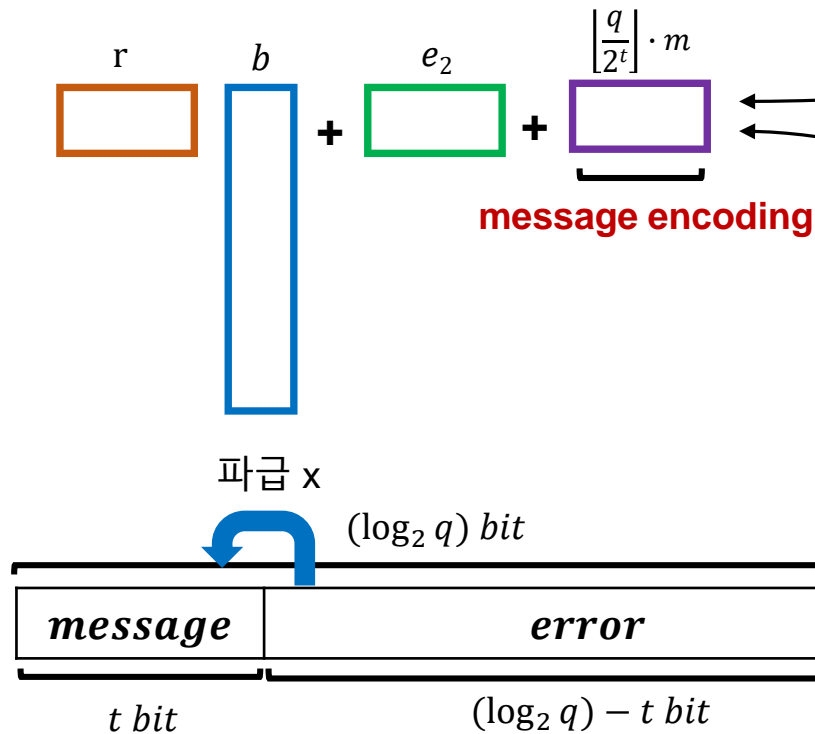 r b e₂ ⌊q/2ᵗ⌋ · m
+ +
message encoding
파급 x
(log₂ q) bit
message error
t bit (log₂ q) − t bit